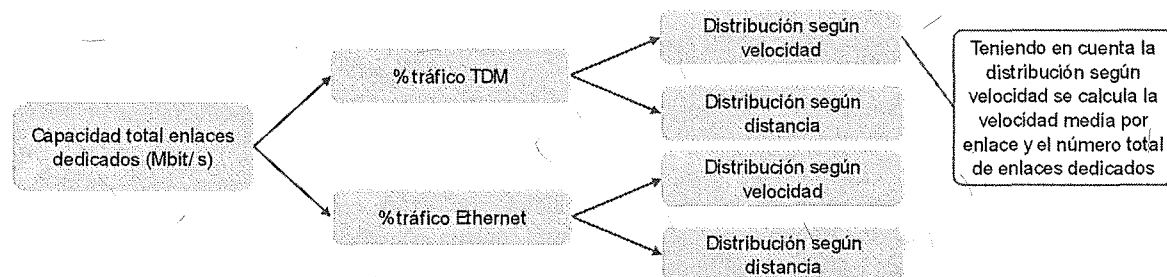 Capacidad total enlaces
dedicados (Mbit/s)
% tráfico TDM
% tráfico Ethernet
Distribución según
velocidad
Distribución según
distancia
Distribución según
velocidad
Distribución según
distancia
Teniendo en cuenta la
distribución según
velocidad se calcula la
velocidad media por
enlace y el número total
de enlaces dedicados